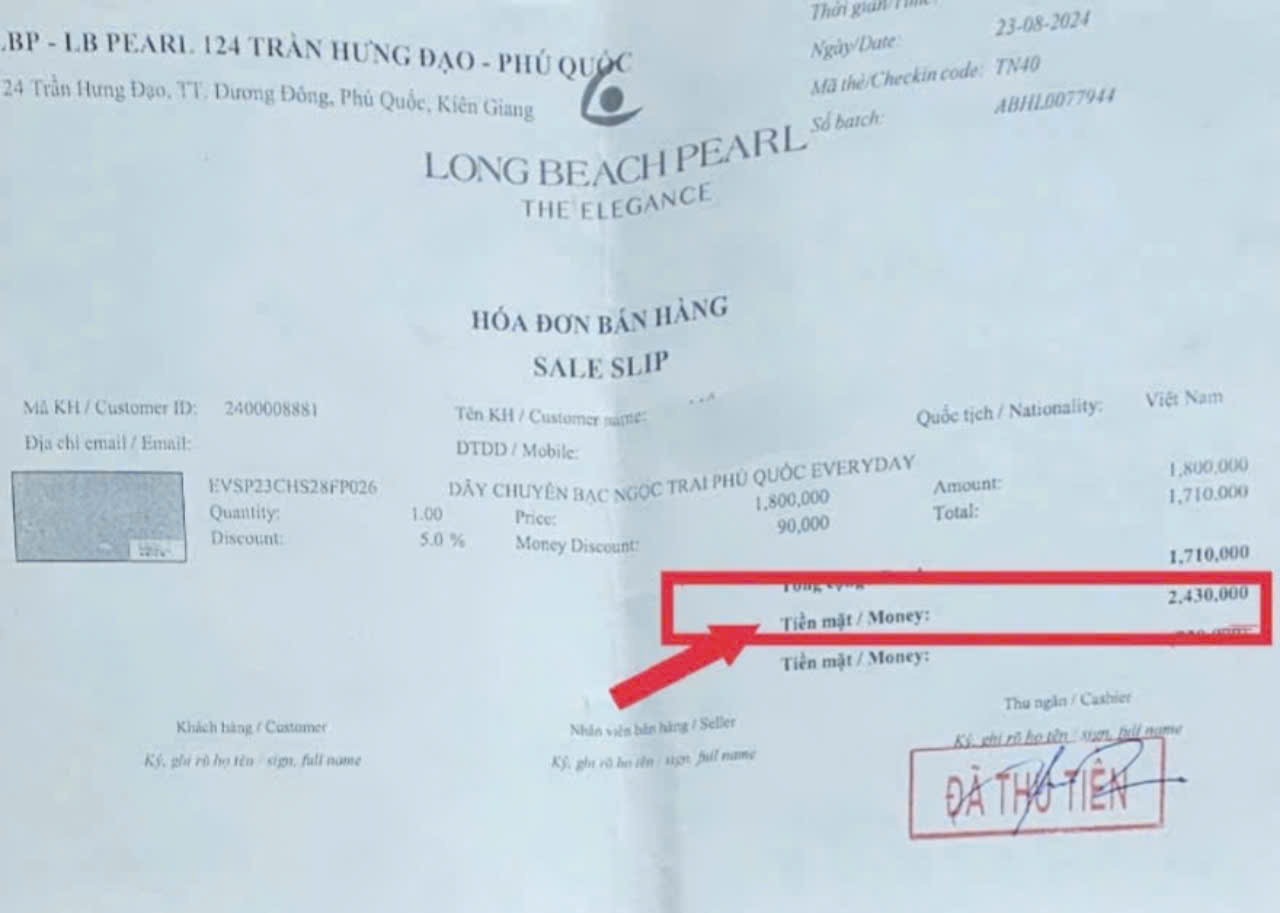 LBP - LB PEARL 124 TRẦN HƯNG ĐẠO - PHÚ QUỐC
24 Trần Hưng Đạo, TT. Dương Đông, Phú Quốc, Kiên Giang
Thời gian/Time:
Ngày/Date: 23-08-2024
Mã thẻ/Checkin code: TN40
Số batch: ABHL0077944
LONG BEACH PEARL
THE ELEGANCE
HÓA ĐƠN BÁN HÀNG
SALE SLIP
Mã KH / Customer ID: 2400008881 Tên KH / Customer name: Quốc tịch / Nationality: Việt Nam
Địa chỉ email / Email: DTDD / Mobile:
EVSP23CHS28FP026 DÂY CHUYỀN BẠC NGỌC TRAI PHÚ QUỐC EVERYDAY
Quantity: 1.00 Price: 1,800,000 Amount: 1,800,000
Discount: 5.0 % Money Discount: 90,000 Total: 1,710,000
1,710,000
Tiền mặt / Money: 2,430,000
Tiền mặt / Money:
Khách hàng / Customer Nhân viên bán hàng / Seller Thu ngân / Cashier
Ký, ghi rõ họ tên / sign, full name Ký, ghi rõ họ tên / sign, full name Ký, ghi rõ họ tên / sign, full name
ĐÃ THU TIỀN